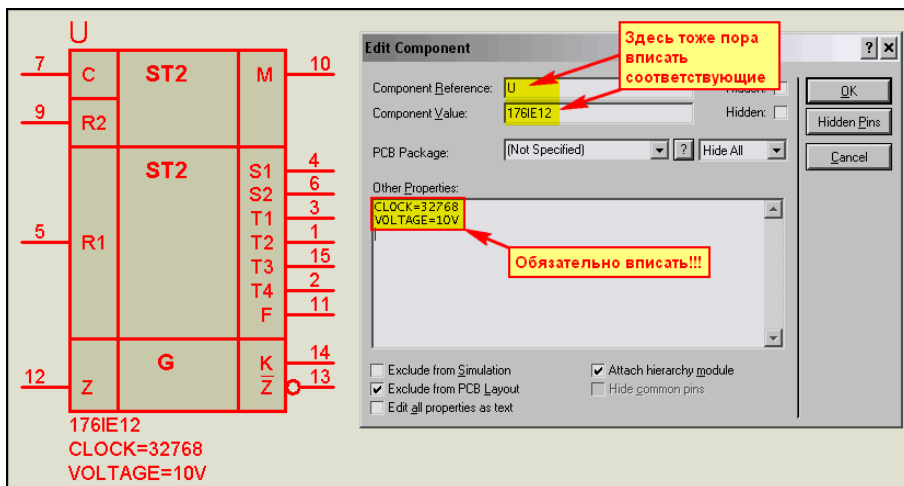 U
7
C
ST2
M
10
9
R2
ST2
S1
4
S2
6
T1
3
5
R1
T2
1
T3
15
T4
2
F
11
G
K
14
12
Z
Z
13
176IE12
CLOCK=32768
VOLTAGE=10V
Edit Component
? ×
Здесь тоже пора
вписать
соответствующие
Component Reference: U
Hidden:
OK
Component Value: 176IE12
Hidden:
Hidden Pins
PCB Package: (Not Specified) ? Hide All
Cancel
Other Properties:
CLOCK=32768
VOLTAGE=10V
Обязательно вписать!!!
Exclude from Simulation
Attach hierarchy module
Exclude from PCB Layout
Hide common pins
Edit all properties as text